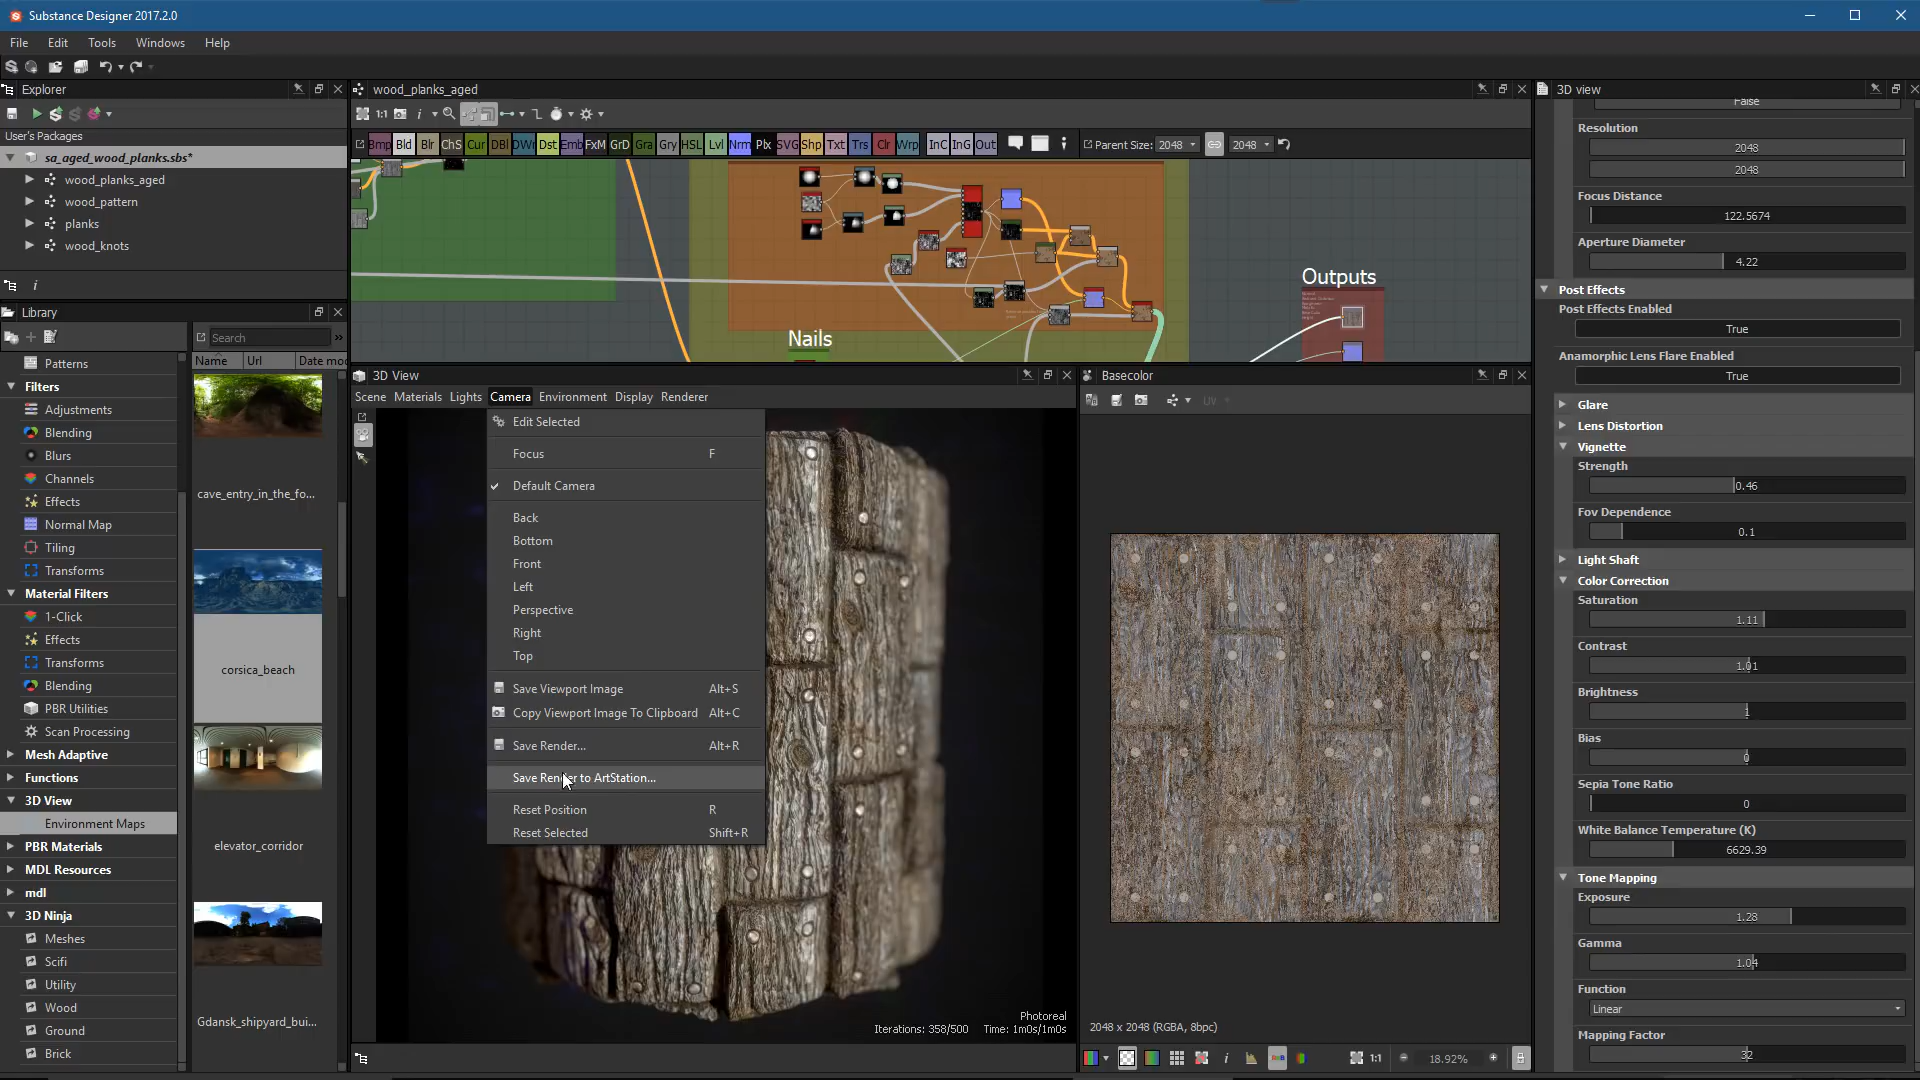 Substance Designer 2017.2.0
File Edit Tools Windows Help
Explorer
User's Packages
sa_aged_wood_planks.sbs*
wood_planks_aged
wood_pattern
planks
wood_knots
Library
Search
Name Url Date mo
Patterns
Filters
Adjustments
Blending
Blurs
Channels
Effects
Normal Map
Tiling
Transforms
Material Filters
1-Click
Effects
Transforms
Blending
PBR Utilities
Scan Processing
Mesh Adaptive
Functions
3D View
Environment Maps
PBR Materials
MDL Resources
mdl
3D Ninja
Meshes
Scifi
Utility
Wood
Ground
Brick
cave_entry_in_the_fo...
corsica_beach
elevator_corridor
Gdansk_shipyard_bui...
wood_planks_aged
1:1
Bmp Bld Blr ChS Cur DBl DWr Dst Emb FxM GrD Gra Gry HSL Lvl Nrm Plx SVG Shp Txt Trs Clr Wrp InC InG Out
Parent Size: 2048 2048
Nails
Outputs
3D View
Scene Materials Lights Camera Environment Display Renderer
Edit Selected
Focus F
Default Camera
Back
Bottom
Front
Left
Perspective
Right
Top
Save Viewport Image Alt+S
Copy Viewport Image To Clipboard Alt+C
Save Render... Alt+R
Save Render to ArtStation...
Reset Position R
Reset Selected Shift+R
Photoreal
Iterations: 358/500 Time: 1m0s/1m0s
Basecolor
UV
2048 x 2048 (RGBA, 8bpc)
1:1
18.92%
3D view
False
Resolution
2048
2048
Focus Distance
122.5674
Aperture Diameter
4.22
Post Effects
Post Effects Enabled
True
Anamorphic Lens Flare Enabled
True
Glare
Lens Distortion
Vignette
Strength
0.46
Fov Dependence
0.1
Light Shaft
Color Correction
Saturation
1.11
Contrast
1.01
Brightness
1
Bias
0
Sepia Tone Ratio
0
White Balance Temperature (K)
6629.39
Tone Mapping
Exposure
1.28
Gamma
1.04
Function
Linear
Mapping Factor
32